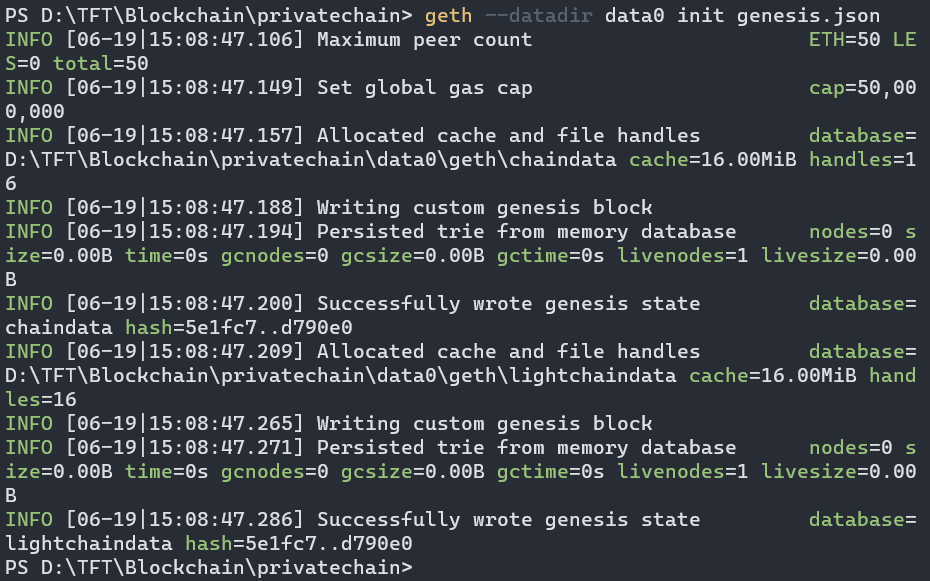 PS D:\TFT\Blockchain\privatechain> geth --datadir data0 init genesis.json
INFO [06-19|15:08:47.106] Maximum peer count                       ETH=50 LE
S=0 total=50
INFO [06-19|15:08:47.149] Set global gas cap                       cap=50,00
0,000
INFO [06-19|15:08:47.157] Allocated cache and file handles         database=
D:\TFT\Blockchain\privatechain\data0\geth\chaindata cache=16.00MiB handles=1
6
INFO [06-19|15:08:47.188] Writing custom genesis block
INFO [06-19|15:08:47.194] Persisted trie from memory database      nodes=0 s
ize=0.00B time=0s gcnodes=0 gcsize=0.00B gctime=0s livenodes=1 livesize=0.00
B
INFO [06-19|15:08:47.200] Successfully wrote genesis state         database=
chaindata hash=5e1fc7..d790e0
INFO [06-19|15:08:47.209] Allocated cache and file handles         database=
D:\TFT\Blockchain\privatechain\data0\geth\lightchaindata cache=16.00MiB hand
les=16
INFO [06-19|15:08:47.265] Writing custom genesis block
INFO [06-19|15:08:47.271] Persisted trie from memory database      nodes=0 s
ize=0.00B time=0s gcnodes=0 gcsize=0.00B gctime=0s livenodes=1 livesize=0.00
B
INFO [06-19|15:08:47.286] Successfully wrote genesis state         database=
lightchaindata hash=5e1fc7..d790e0
PS D:\TFT\Blockchain\privatechain>